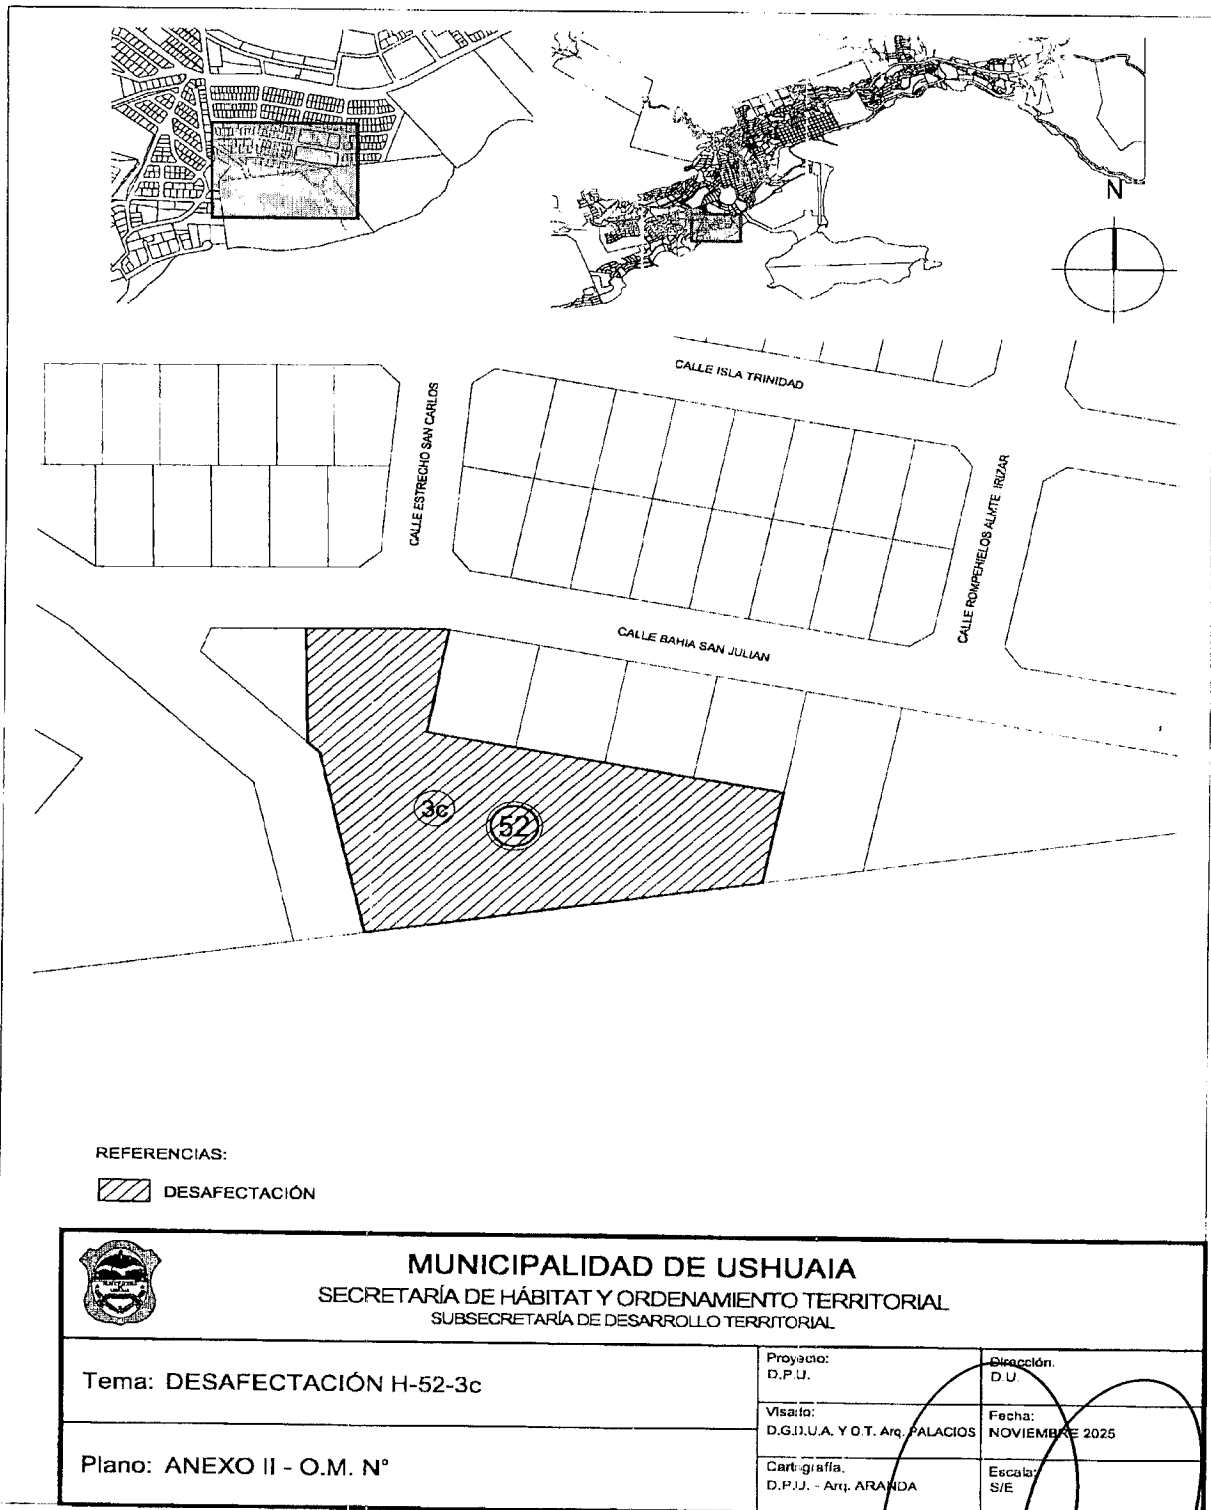 N
CALLE ISLA TRINIDAD
CALLE ESTRECHO SAN CARLOS
CALLE ROMPEHIELOS ALMTE. IRIZAR
CALLE BAHIA SAN JULIAN
3c
52
REFERENCIAS:
DESAFECTACIÓN
MUNICIPALIDAD DE USHUAIA
SECRETARÍA DE HÁBITAT Y ORDENAMIENTO TERRITORIAL
SUBSECRETARÍA DE DESARROLLO TERRITORIAL
Tema: DESAFECTACIÓN H-52-3c
Plano: ANEXO II - O.M. N°
Proyecto:
D.P.U.
Dirección:
D.U.
Visado:
D.G.D.U.A. Y O.T. Arq. PALACIOS
Fecha:
NOVIEMBRE 2025
Cartografía:
D.P.U. - Arq. ARANDA
Escala:
S/E